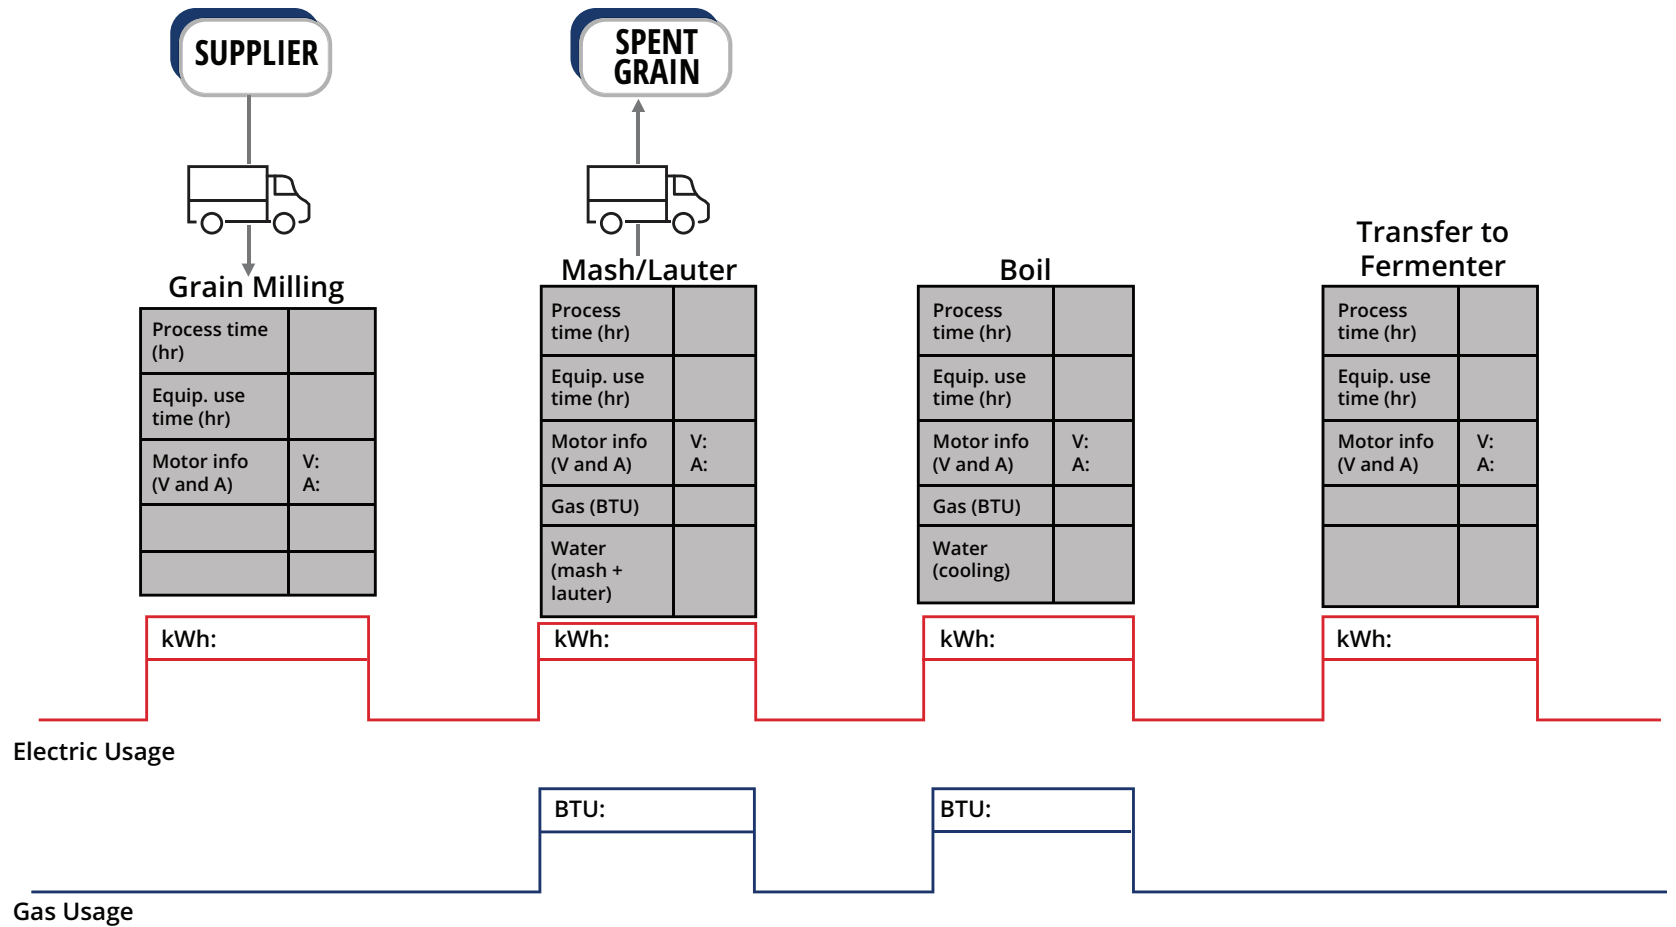 SUPPLIER
SPENT
GRAIN
Grain Milling
Process time
(hr)
Equip. use
time (hr)
Motor info
(V and A)
V:
A:
Mash/Lauter
Process
time (hr)
Equip. use
time (hr)
Motor info
(V and A)
V:
A:
Gas (BTU)
Water
(mash +
lauter)
Boil
Process
time (hr)
Equip. use
time (hr)
Motor info
(V and A)
V:
A:
Gas (BTU)
Water
(cooling)
Transfer to
Fermenter
Process
time (hr)
Equip. use
time (hr)
Motor info
(V and A)
V:
A:
kWh:
kWh:
kWh:
kWh:
Electric Usage
BTU:
BTU:
Gas Usage